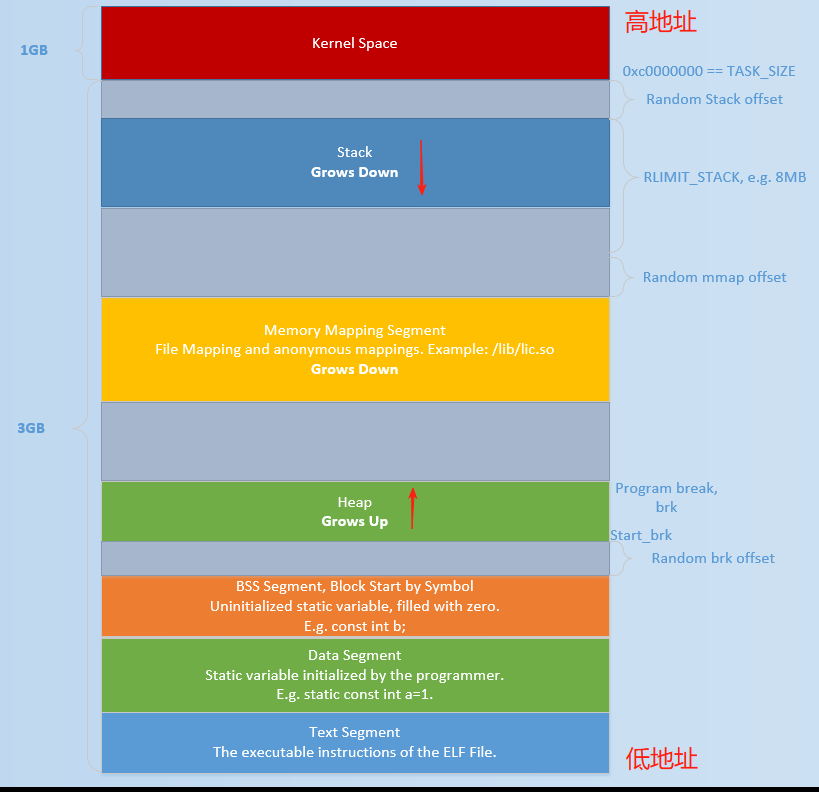 高地址
1GB
Kernel Space
0xc0000000 == TASK_SIZE
Random Stack offset
Stack
Grows Down
RLIMIT_STACK, e.g. 8MB
Random mmap offset
Memory Mapping Segment
File Mapping and anonymous mappings. Example: /lib/lic.so
Grows Down
3GB
Heap
Grows Up
Program break,
brk
Start_brk
Random brk offset
BSS Segment, Block Start by Symbol
Uninitialized static variable, filled with zero.
E.g. const int b;
Data Segment
Static variable initialized by the programmer.
E.g. static const int a=1.
Text Segment
The executable instructions of the ELF File.
低地址